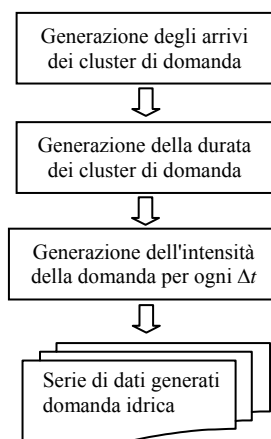 Generazione degli arrivi
dei cluster di domanda
Generazione della durata
dei cluster di domanda
Generazione dell'intensità
della domanda per ogni Δt
Serie di dati generati
domanda idrica